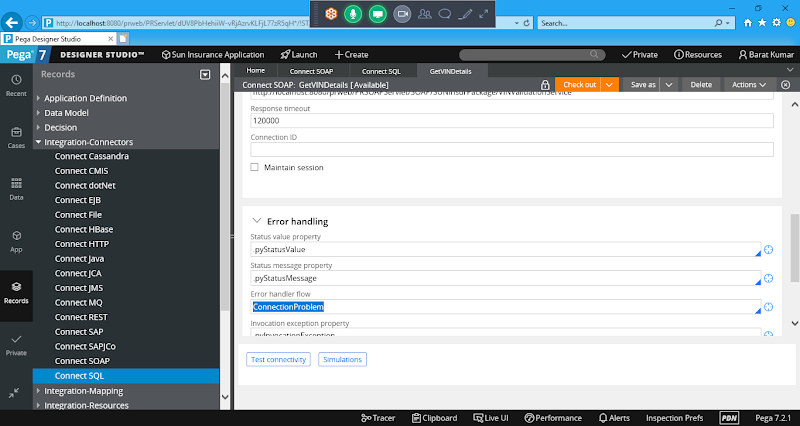 http://localhost:8080/prweb/PRServlet/
Pega Designer Studio
Pega 7
DESIGNER STUDIO™
Sun Insurance Application
Launch
+ Create
Private
Resources
Barat Kumar
Recent
Cases
Data
App
Records
Private
Records
Application Definition
Data Model
Decision
Integration-Connectors
Connect Cassandra
Connect CMIS
Connect dotNet
Connect EJB
Connect File
Connect HBase
Connect HTTP
Connect Java
Connect JCA
Connect JMS
Connect MQ
Connect REST
Connect SAP
Connect SAPJCo
Connect SOAP
Connect SQL
Integration-Mapping
Integration-Resources
Home
Connect SOAP
Connect SQL
GetVINDetails
Connect SOAP: GetVINDetails [Available]
Check out
Save as
Delete
Actions
Response timeout
120000
Connection ID
Maintain session
Error handling
Status value property
.pyStatusValue
Status message property
.pyStatusMessage
Error handler flow
ConnectionProblem
Invocation exception property
.pyInvocationException
Test connectivity
Simulations
Tracer
Clipboard
Live UI
Performance
Alerts
Inspection Prefs
PDN
Pega 7.2.1